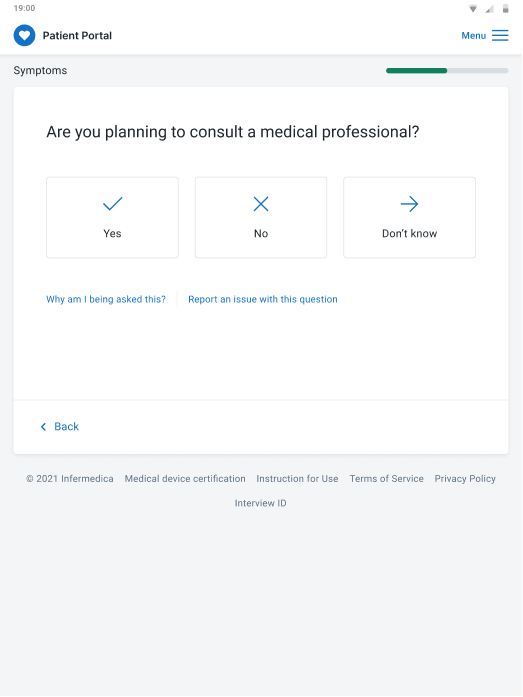 19:00
Patient Portal Menu
Symptoms
Are you planning to consult a medical professional?
Yes No Don't know
Why am I being asked this? Report an issue with this question
Back
© 2021 Infermedica Medical device certification Instruction for Use Terms of Service Privacy Policy
Interview ID